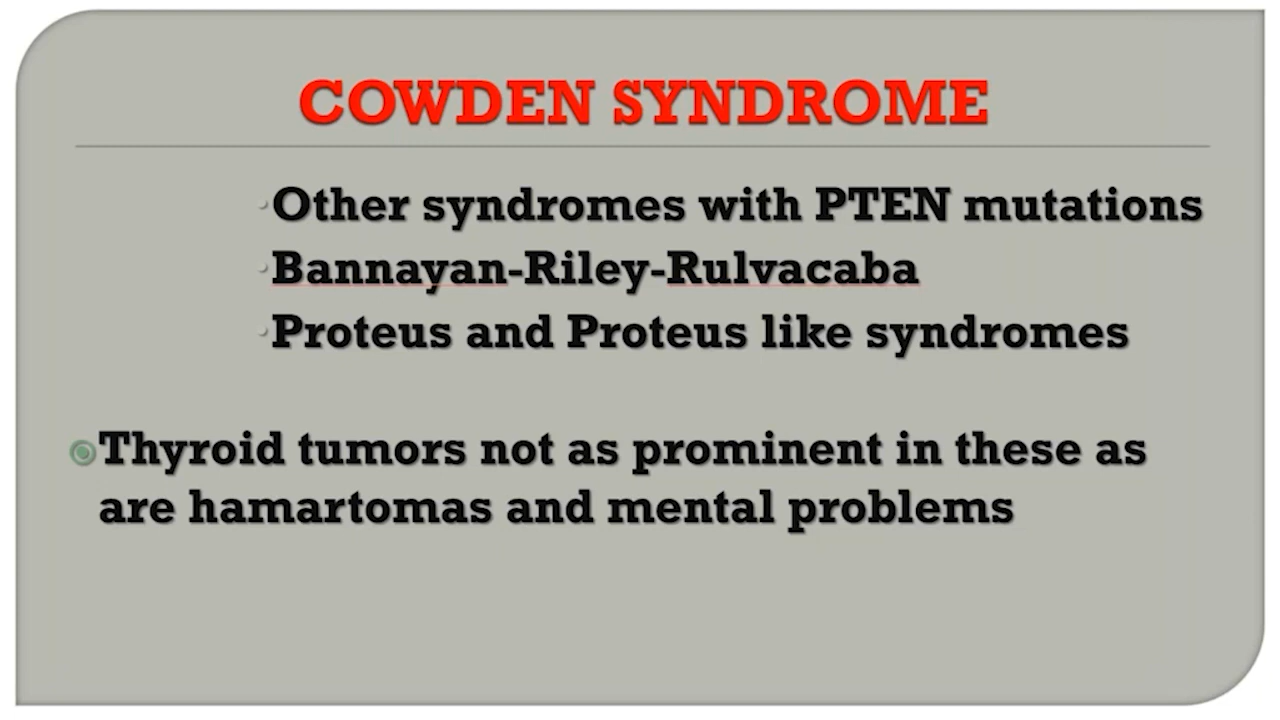 COWDEN SYNDROME
Other syndromes with PTEN mutations
Bannayan-Riley-Rulvacaba
Proteus and Proteus like syndromes
Thyroid tumors not as prominent in these as
are hamartomas and mental problems